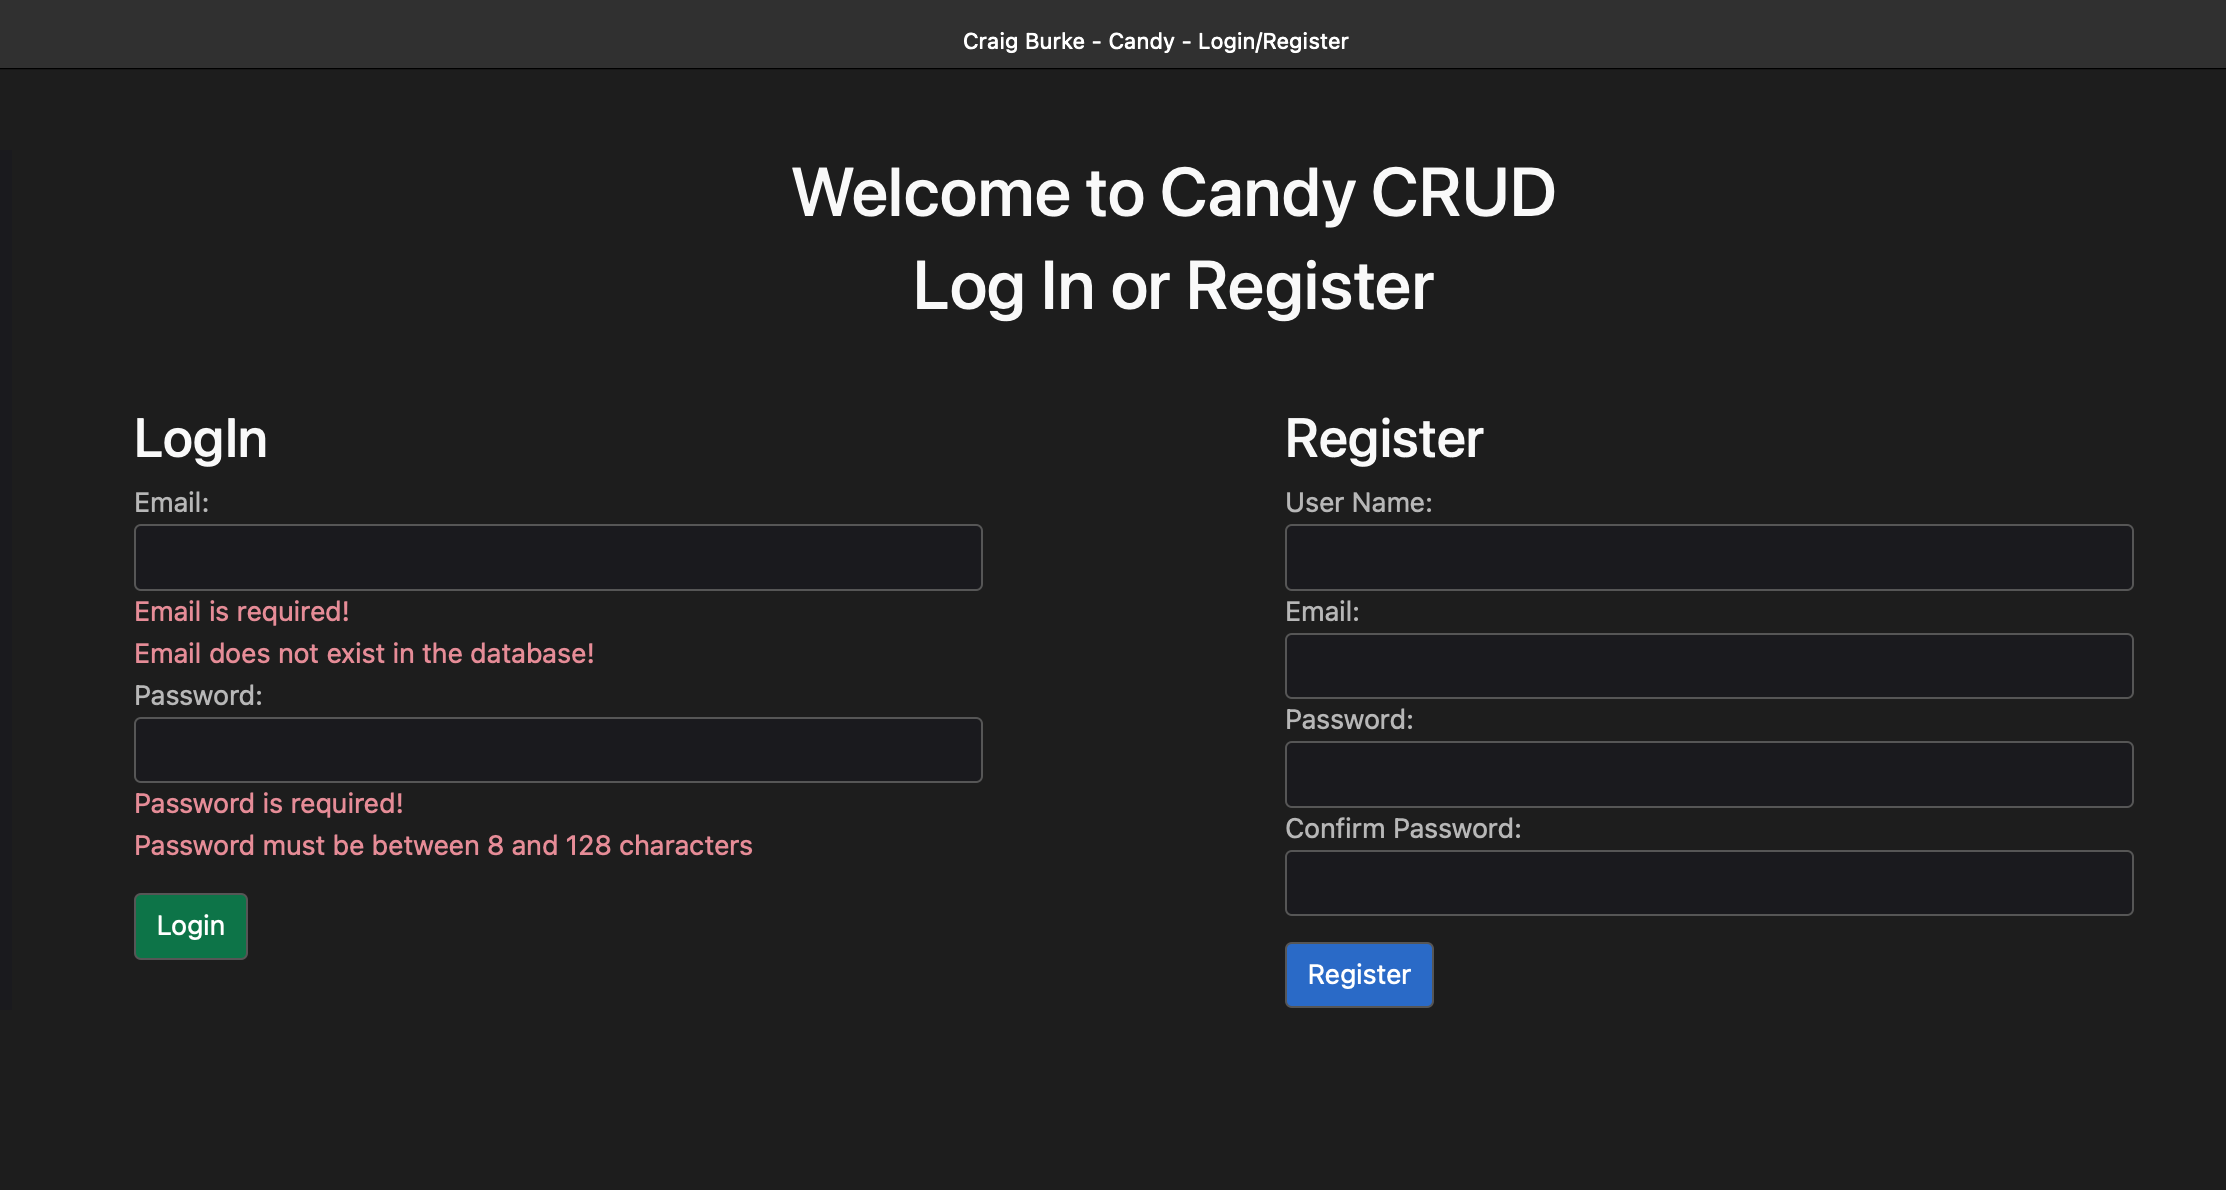 Craig Burke - Candy - Login/Register
Welcome to Candy CRUD
Log In or Register
LogIn
Email:
Email is required!
Email does not exist in the database!
Password:
Password is required!
Password must be between 8 and 128 characters
Login
Register
User Name:
Email:
Password:
Confirm Password:
Register